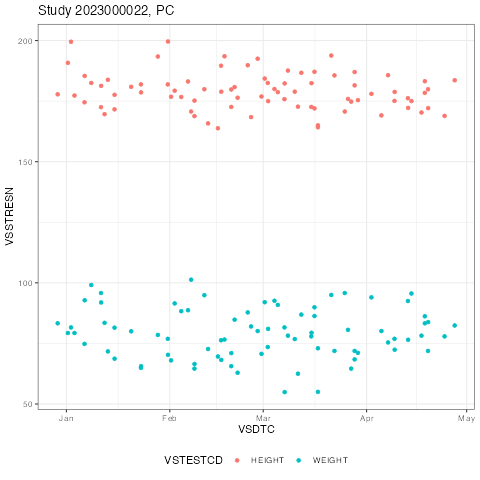 Study 2023000022, PC
VSSTRESN
200
150
100
50
Jan Feb Mar Apr May
VSDTC
VSTESTCD HEIGHT WEIGHT